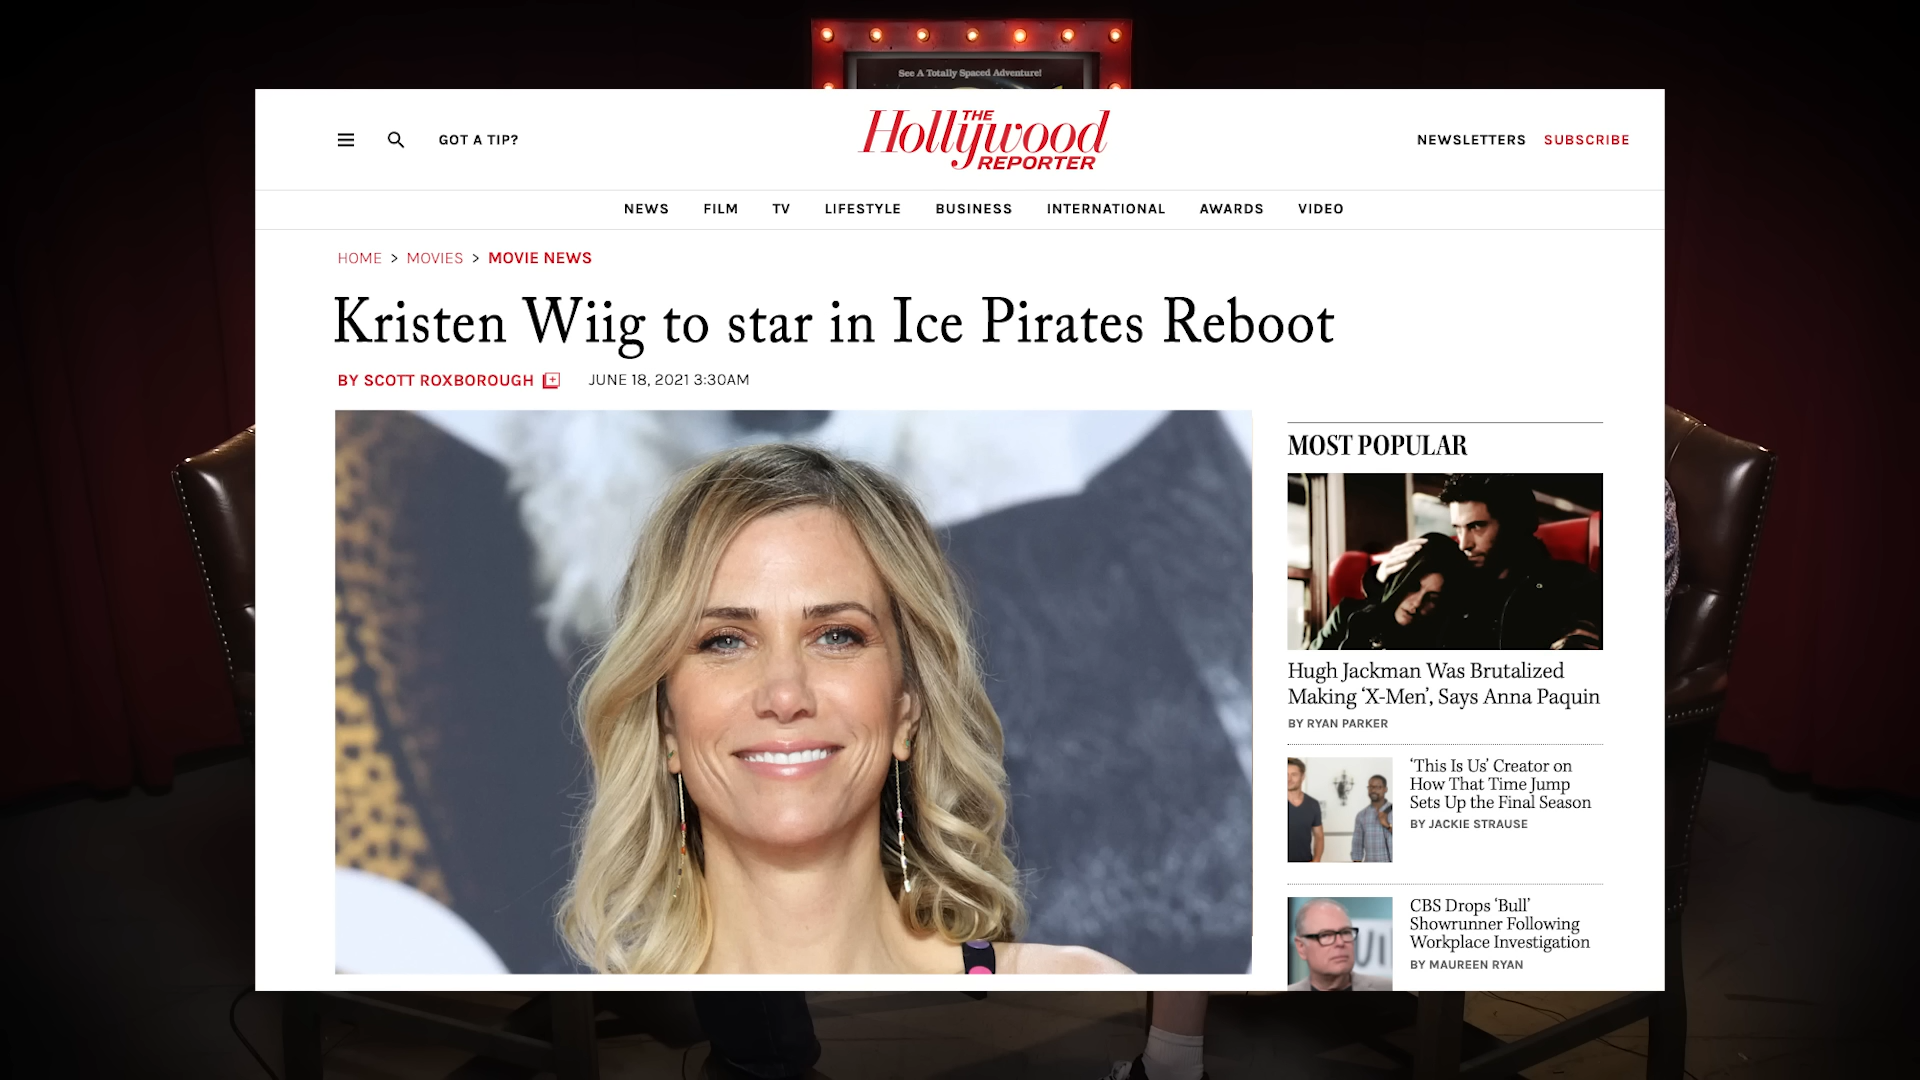 See A Totally Spaced Adventure!
GOT A TIP?
THE
Hollywood
REPORTER
NEWSLETTERS SUBSCRIBE
NEWS FILM TV LIFESTYLE BUSINESS INTERNATIONAL AWARDS VIDEO
HOME > MOVIES > MOVIE NEWS
Kristen Wiig to star in Ice Pirates Reboot
BY SCOTT ROXBOROUGH JUNE 18, 2021 3:30AM
MOST POPULAR
Hugh Jackman Was Brutalized
Making ‘X-Men’, Says Anna Paquin
BY RYAN PARKER
‘This Is Us’ Creator on
How That Time Jump
Sets Up the Final Season
BY JACKIE STRAUSE
CBS Drops ‘Bull’
Showrunner Following
Workplace Investigation
BY MAUREEN RYAN